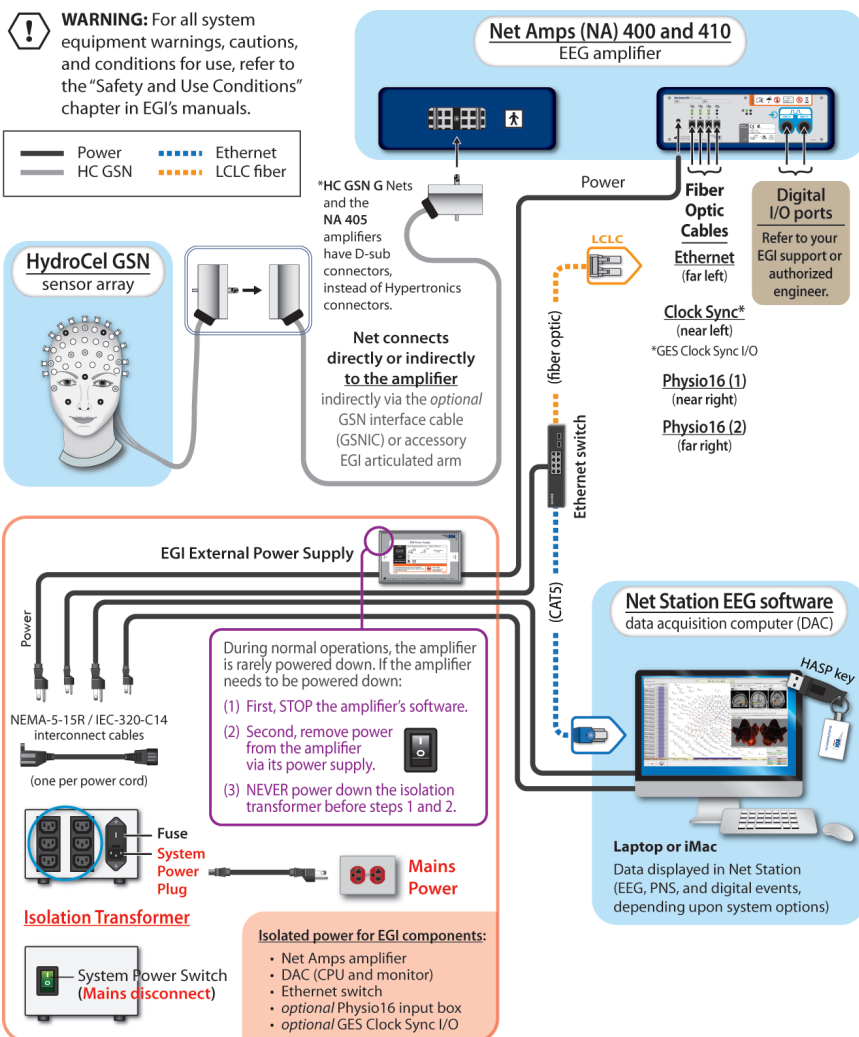 WARNING: For all system
equipment warnings, cautions,
and conditions for use, refer to
the “Safety and Use Conditions”
chapter in EGI’s manuals.
Power
HC GSN
Ethernet
LCLC fiber
Net Amps (NA) 400 and 410
EEG amplifier
*HC GSN G Nets
and the
NA 405
amplifiers
have D-sub
connectors,
instead of Hypertronics
connectors.
Power
Fiber
Optic
Cables
Ethernet
(far left)
Clock Sync*
(near left)
*GES Clock Sync I/O
Physio16 (1)
(near right)
Physio16 (2)
(far right)
Digital
I/O ports
Refer to your
EGI support or
authorized
engineer.
LCLC
(fiber optic)
Ethernet switch
(CAT5)
HydroCel GSN
sensor array
Net connects
directly or indirectly
to the amplifier
indirectly via the optional
GSN interface cable
(GSNIC) or accessory
EGI articulated arm
EGI External Power Supply
Power
NEMA-5-15R / IEC-320-C14
interconnect cables
(one per power cord)
During normal operations, the amplifier
is rarely powered down. If the amplifier
needs to be powered down:
(1) First, STOP the amplifier’s software.
(2) Second, remove power
from the amplifier
via its power supply.
(3) NEVER power down the isolation
transformer before steps 1 and 2.
Fuse
System
Power
Plug
Mains
Power
Isolation Transformer
System Power Switch
(Mains disconnect)
Isolated power for EGI components:
• Net Amps amplifier
• DAC (CPU and monitor)
• Ethernet switch
• optional Physio16 input box
• optional GES Clock Sync I/O
Net Station EEG software
data acquisition computer (DAC)
HASP key
Laptop or iMac
Data displayed in Net Station
(EEG, PNS, and digital events,
depending upon system options)